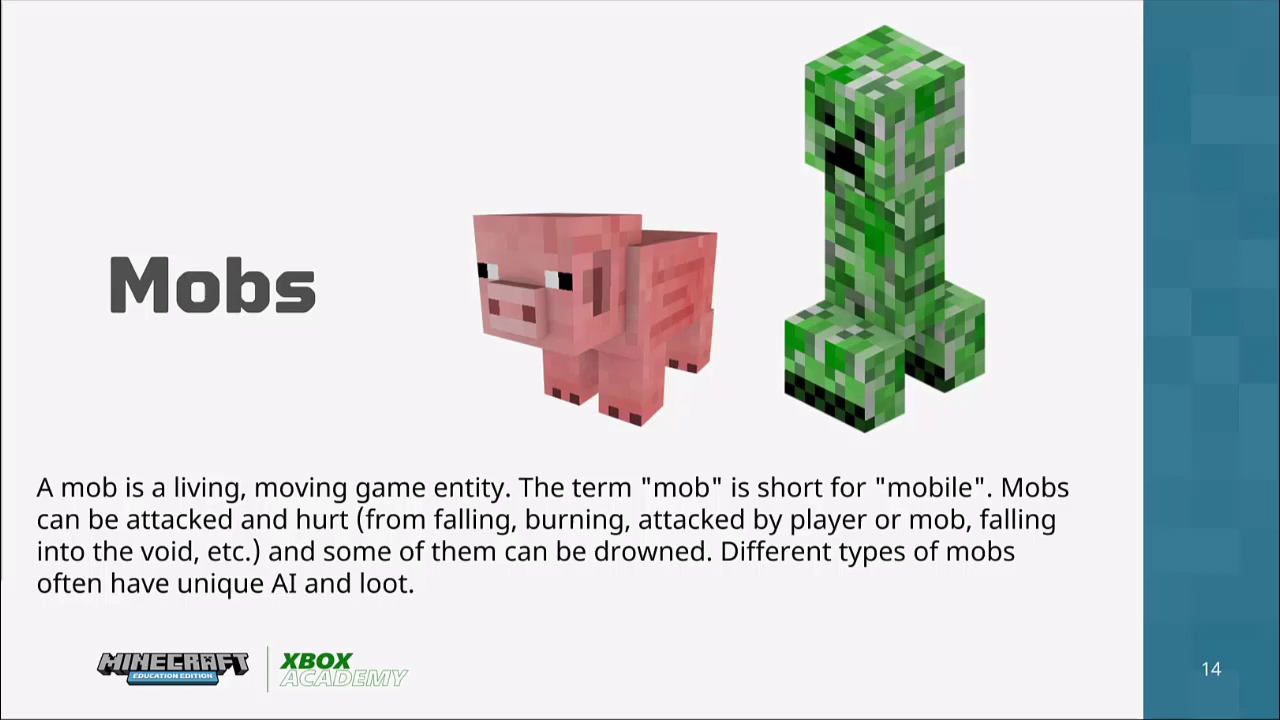 Mobs
A mob is a living, moving game entity. The term "mob" is short for "mobile". Mobs
can be attacked and hurt (from falling, burning, attacked by player or mob, falling
into the void, etc.) and some of them can be drowned. Different types of mobs
often have unique AI and loot.
MINECRAFT
EDUCATION EDITION
XBOX
ACADEMY
14